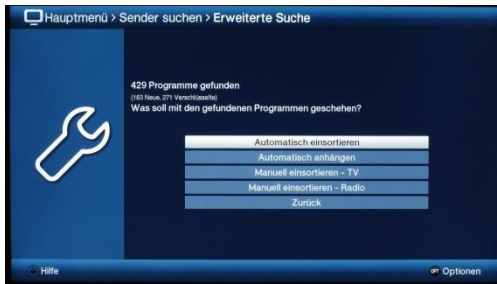 Hauptmenü > Sender suchen > Erweiterte Suche
429 Programme gefunden
(163 Neue, 271 Verschlüsselte)
Was soll mit den gefundenen Programmen geschehen?
Automatisch einsortieren
Automatisch anhängen
Manuell einsortieren - TV
Manuell einsortieren - Radio
Zurück
Hilfe
OPT Optionen